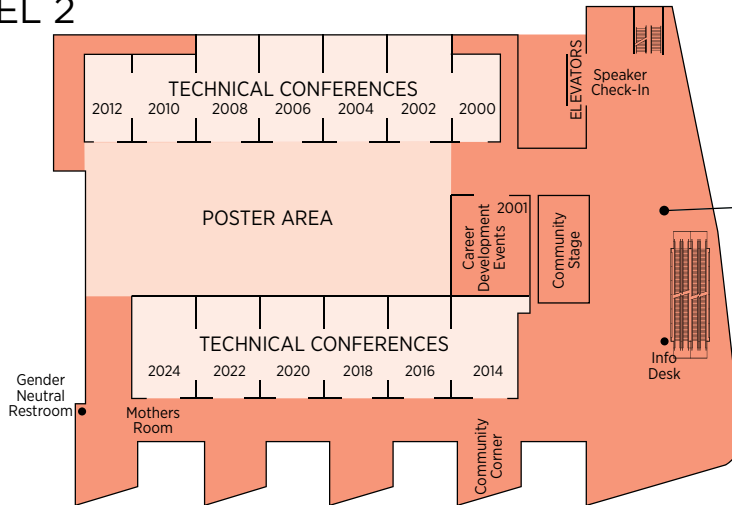 EL 2
TECHNICAL CONFERENCES
2012 2010 2008 2006 2004 2002 2000
ELEVATORS
Speaker
Check-In
POSTER AREA
2001
Career
Development
Events
Community
Stage
TECHNICAL CONFERENCES
2024 2022 2020 2018 2016 2014
Info
Desk
Gender
Neutral
Restroom
Mothers
Room
Community
Corner